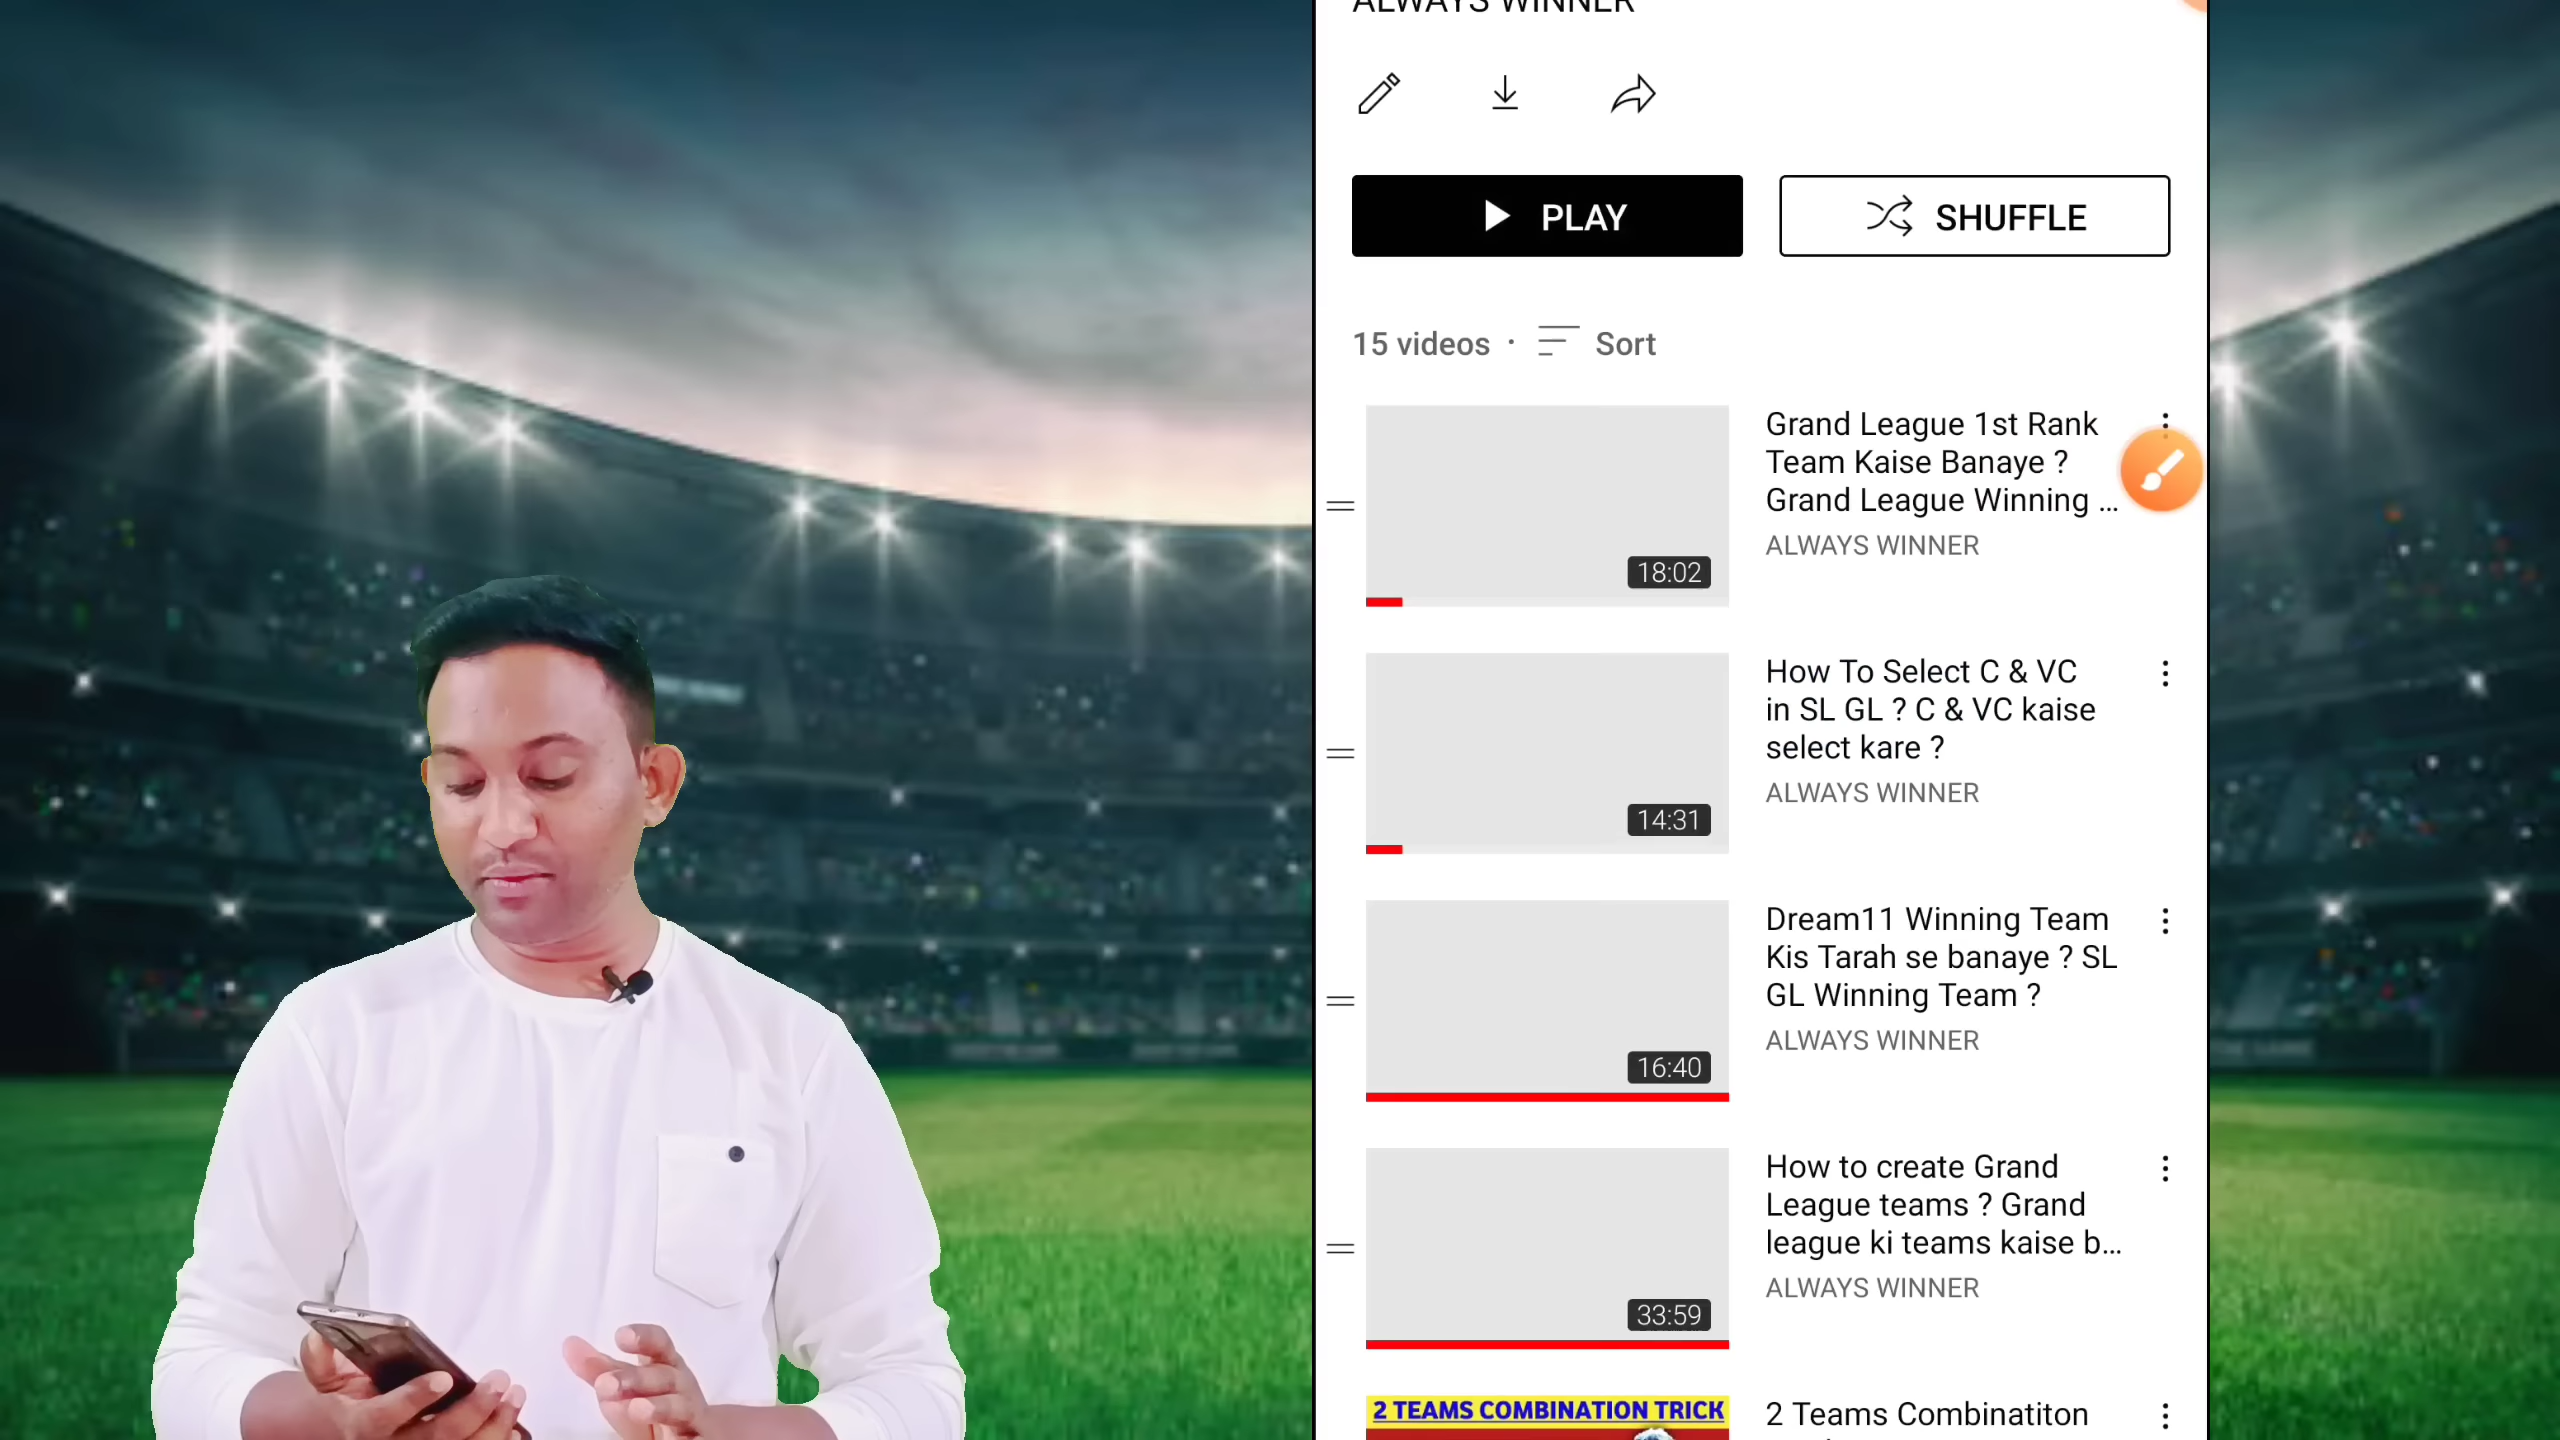 ALWAYS WINNER
PLAY
SHUFFLE
15 videos · Sort
Grand League 1st Rank
Team Kaise Banaye ?
Grand League Winning ...
ALWAYS WINNER
18:02
How To Select C & VC
in SL GL ? C & VC kaise
select kare ?
ALWAYS WINNER
14:31
Dream11 Winning Team
Kis Tarah se banaye ? SL
GL Winning Team ?
ALWAYS WINNER
16:40
How to create Grand
League teams ? Grand
league ki teams kaise b...
ALWAYS WINNER
33:59
2 TEAMS COMBINATION TRICK
2 Teams Combinatiton